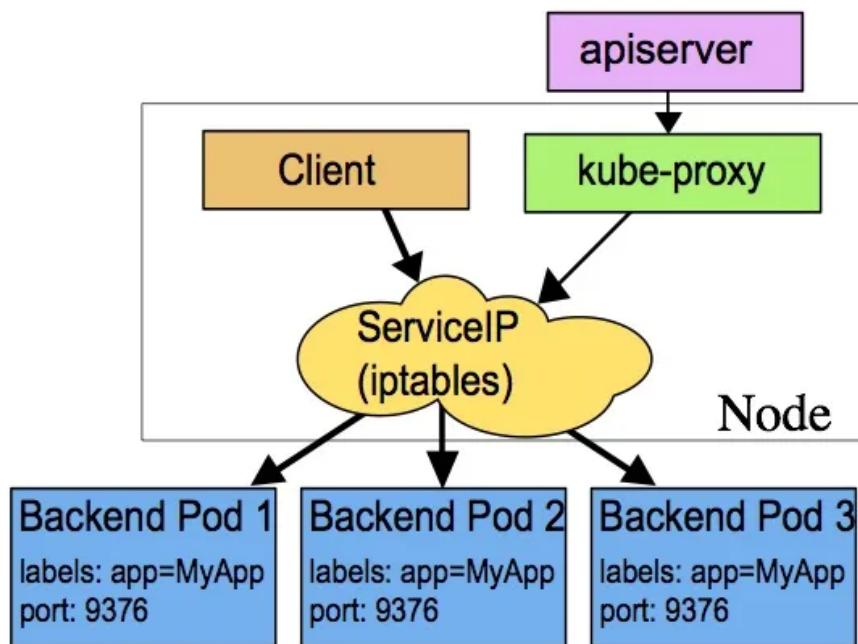 apiserver
Client
kube-proxy
ServiceIP
(iptables)
Node
Backend Pod 1
labels: app=MyApp
port: 9376
Backend Pod 2
labels: app=MyApp
port: 9376
Backend Pod 3
labels: app=MyApp
port: 9376